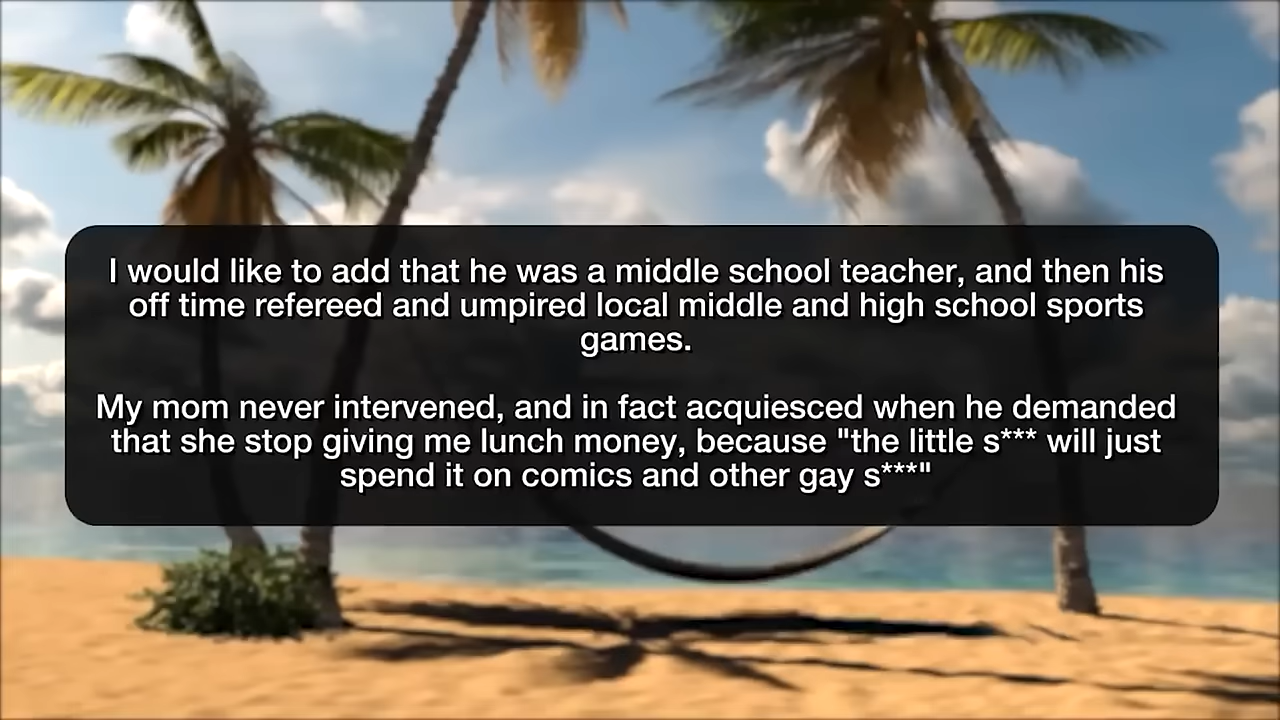 I would like to add that he was a middle school teacher, and then his
off time refereed and umpired local middle and high school sports
games.
My mom never intervened, and in fact acquiesced when he demanded
that she stop giving me lunch money, because "the little s*** will just
spend it on comics and other gay s***"